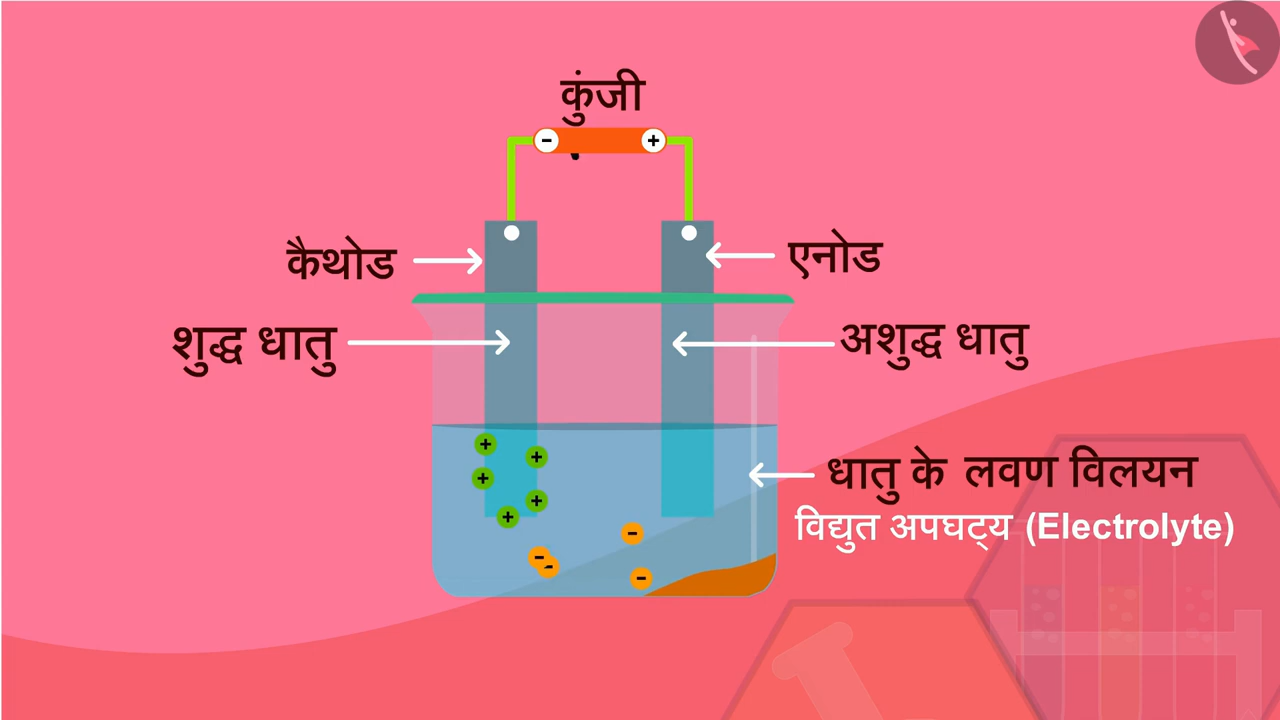 कुंजी
- +
कैथोड
एनोड
शुद्ध धातु
अशुद्ध धातु
धातु के लवण विलयन
विद्युत अपघट्य (Electrolyte)